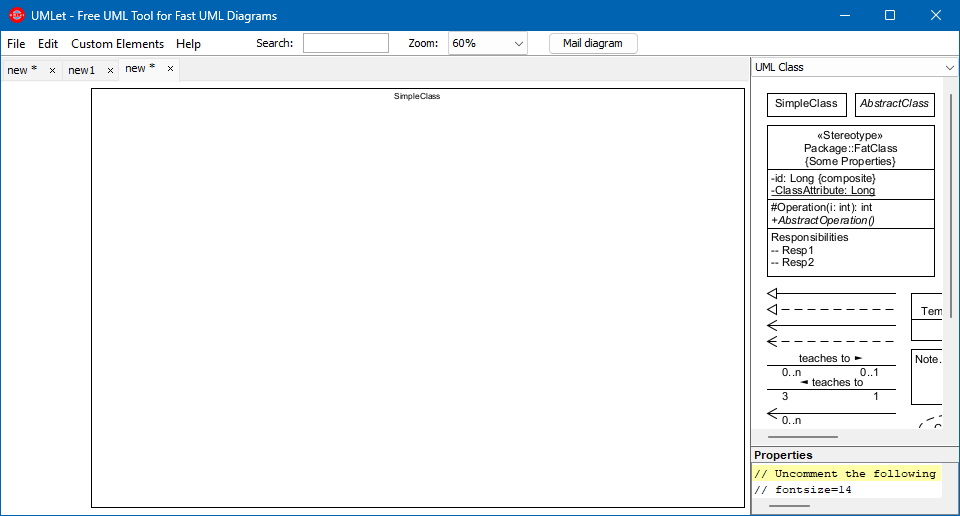 UMLet - Free UML Tool for Fast UML Diagrams
File Edit Custom Elements Help Search: Zoom: 60% Mail diagram
new * × new1 × new * ×
UML Class
SimpleClass
SimpleClass AbstractClass
«Stereotype»
Package::FatClass
{Some Properties}
-id: Long {composite}
-ClassAttribute: Long
#Operation(i: int): int
+AbstractOperation()
Responsibilities
-- Resp1
-- Resp2
Tem
teaches to ►
0..n 0..1
◄ teaches to
3 1
0..n
Note..
Properties
// Uncomment the following
// fontsize=14